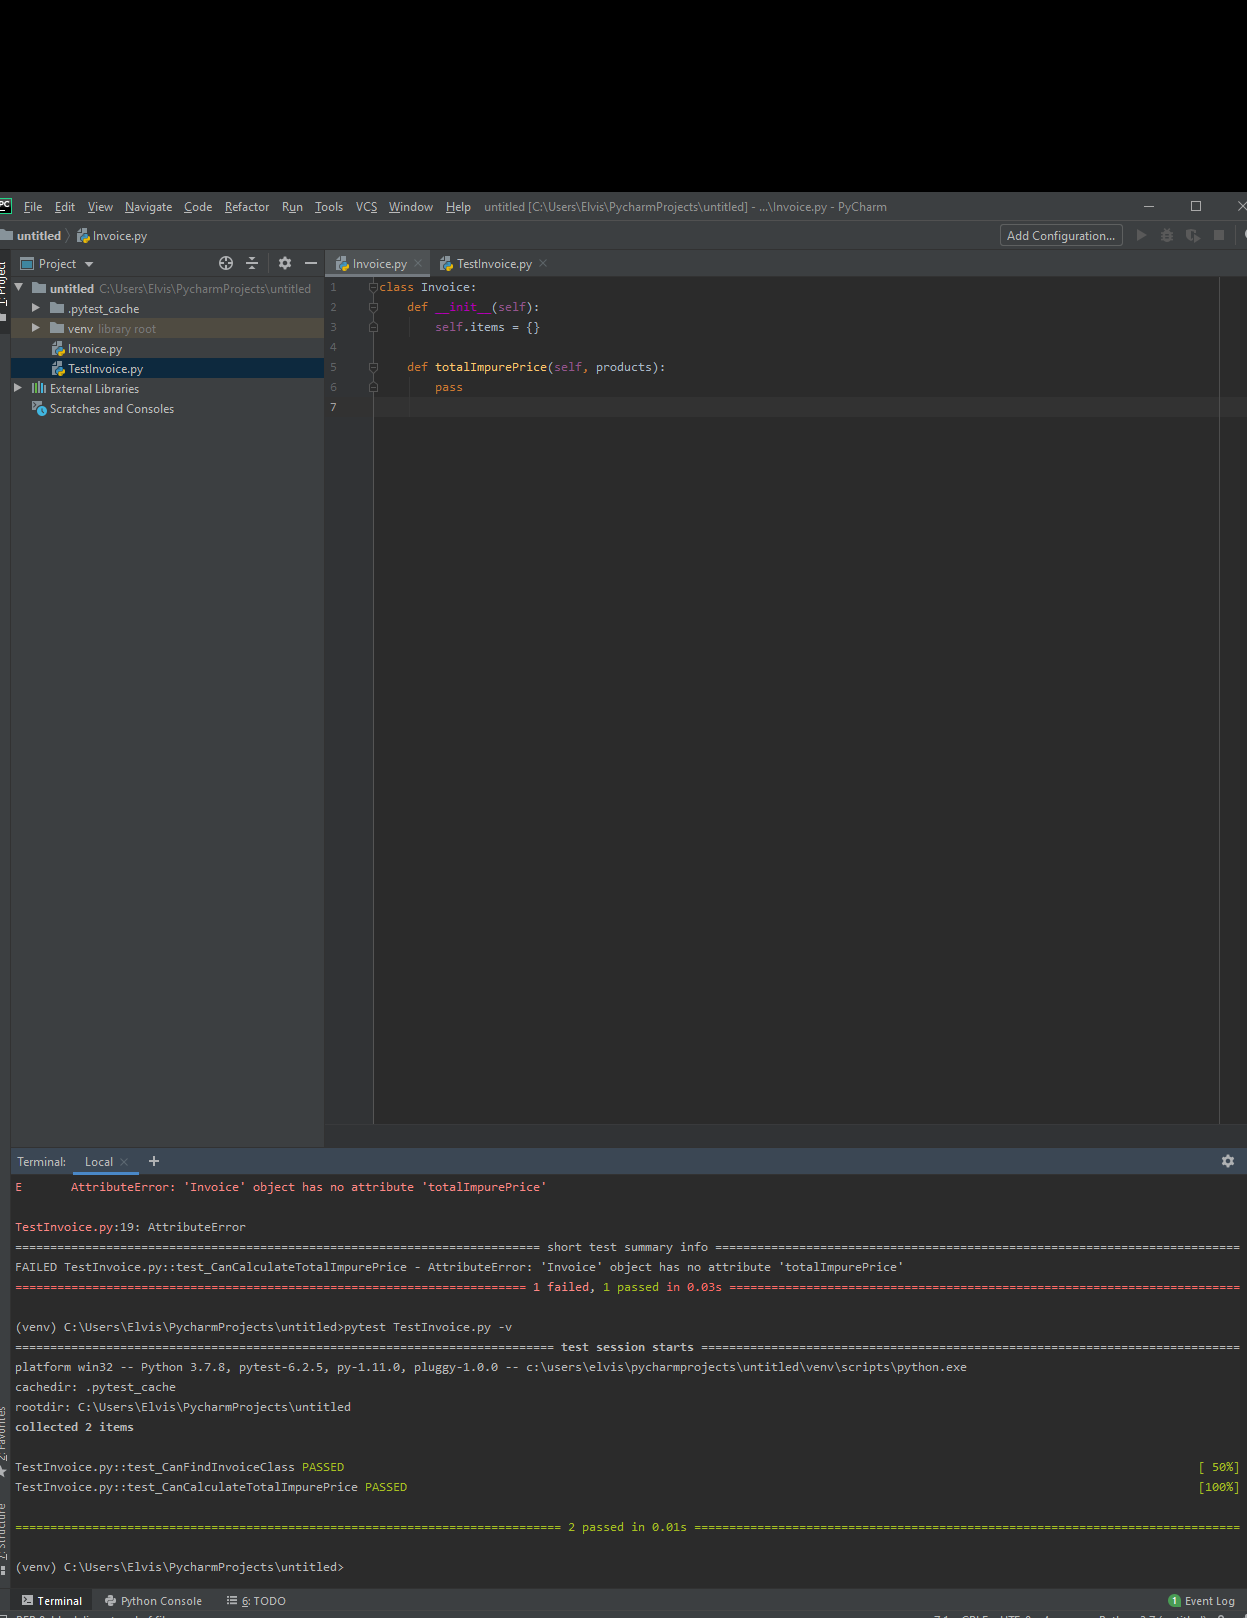 PC File Edit View Navigate Code Refactor Run Tools VCS Window Help untitled [C:\Users\Elvis\PycharmProjects\untitled] - ...\Invoice.py - PyCharm
untitled Invoice.py Add Configuration...
1: Project
Project
Invoice.py TestInvoice.py
untitled C:\Users\Elvis\PycharmProjects\untitled
.pytest_cache
venv library root
Invoice.py
TestInvoice.py
External Libraries
Scratches and Consoles
1 class Invoice:
2 def __init__(self):
3 self.items = {}
4
5 def totalImpurePrice(self, products):
6 pass
7
Terminal: Local +
E AttributeError: 'Invoice' object has no attribute 'totalImpurePrice'
TestInvoice.py:19: AttributeError
=========================================================================== short test summary info ===========================================================================
FAILED TestInvoice.py::test_CanCalculateTotalImpurePrice - AttributeError: 'Invoice' object has no attribute 'totalImpurePrice'
========================================================================= 1 failed, 1 passed in 0.03s =========================================================================
(venv) C:\Users\Elvis\PycharmProjects\untitled>pytest TestInvoice.py -v
============================================================================= test session starts =============================================================================
platform win32 -- Python 3.7.8, pytest-6.2.5, py-1.11.0, pluggy-1.0.0 -- c:\users\elvis\pycharmprojects\untitled\venv\scripts\python.exe
cachedir: .pytest_cache
rootdir: C:\Users\Elvis\PycharmProjects\untitled
collected 2 items
TestInvoice.py::test_CanFindInvoiceClass PASSED [ 50%]
TestInvoice.py::test_CanCalculateTotalImpurePrice PASSED [100%]
============================================================================== 2 passed in 0.01s ==============================================================================
(venv) C:\Users\Elvis\PycharmProjects\untitled>
2: Favorites
Z: Structure
Terminal Python Console 6: TODO 1 Event Log